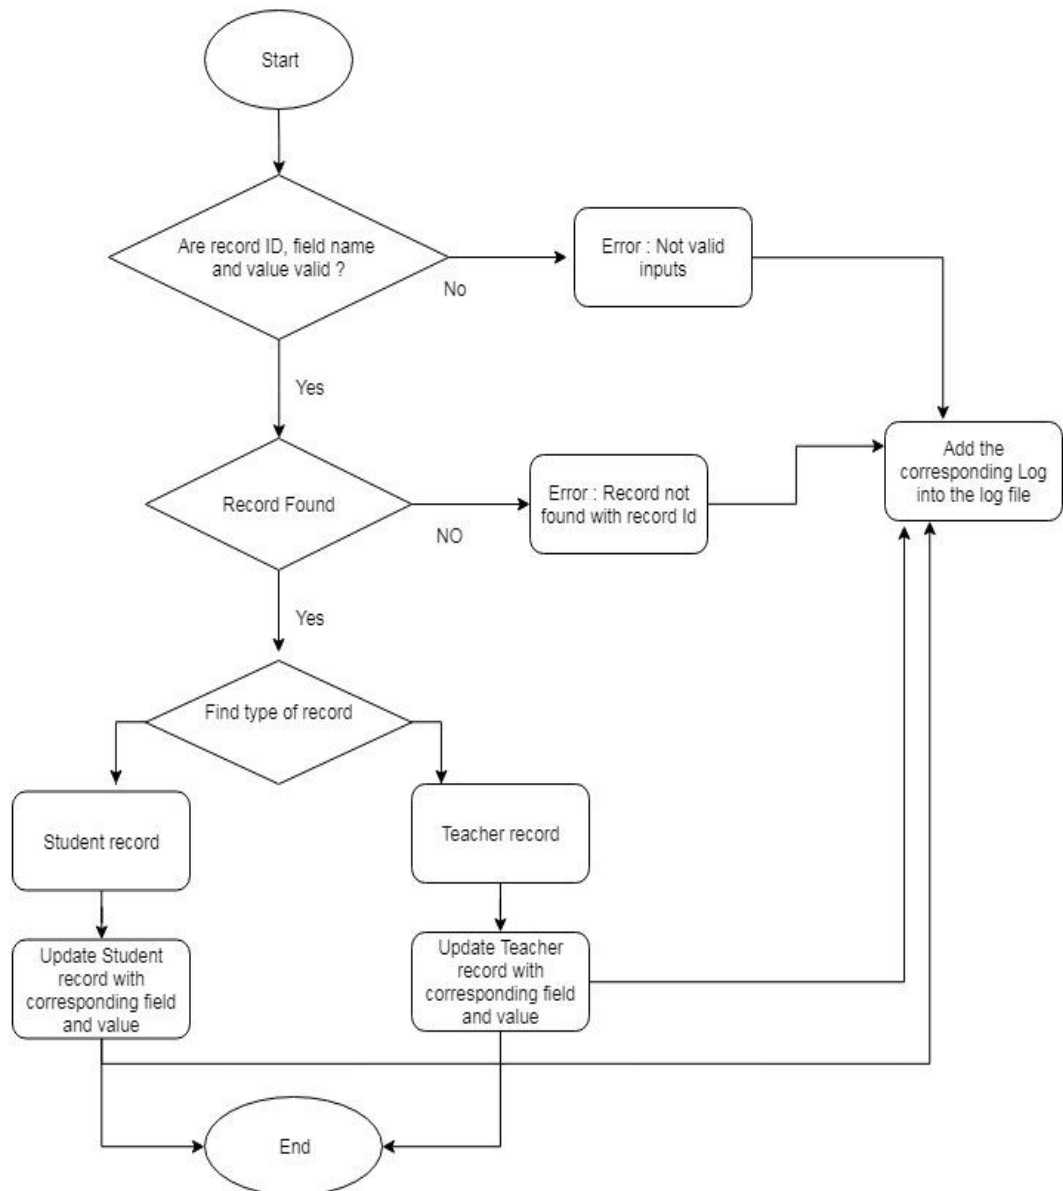 Start
Are record ID, field name
and value valid ?
No
Error : Not valid
inputs
Yes
Add the
corresponding Log
into the log file
Record Found
NO
Error : Record not
found with record Id
Yes
Find type of record
Student record
Teacher record
Update Student
record with
corresponding field
and value
Update Teacher
record with
corresponding field
and value
End